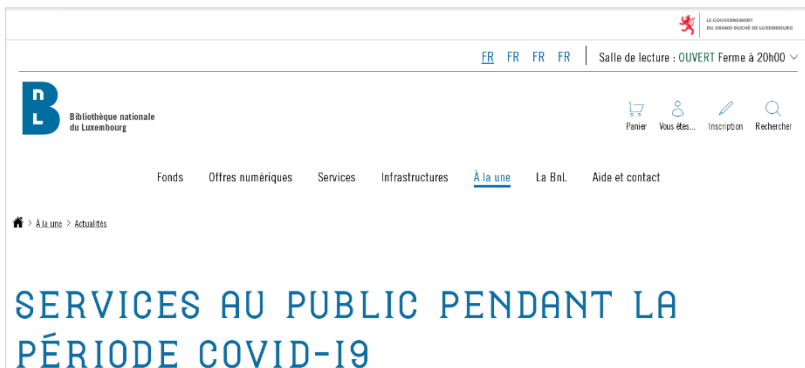 LE GOUVERNEMENT
DU GRAND-DUCHÉ DE LUXEMBOURG
FR FR FR FR Salle de lecture : OUVERT Ferme à 20h00
BnL
Bibliothèque nationale
du Luxembourg
Panier Vous êtes... Inscription Rechercher
Fonds Offres numériques Services Infrastructures À la une La BnL Aide et contact
> À la une > Actualités
SERVICES AU PUBLIC PENDANT LA
PÉRIODE COVID-19